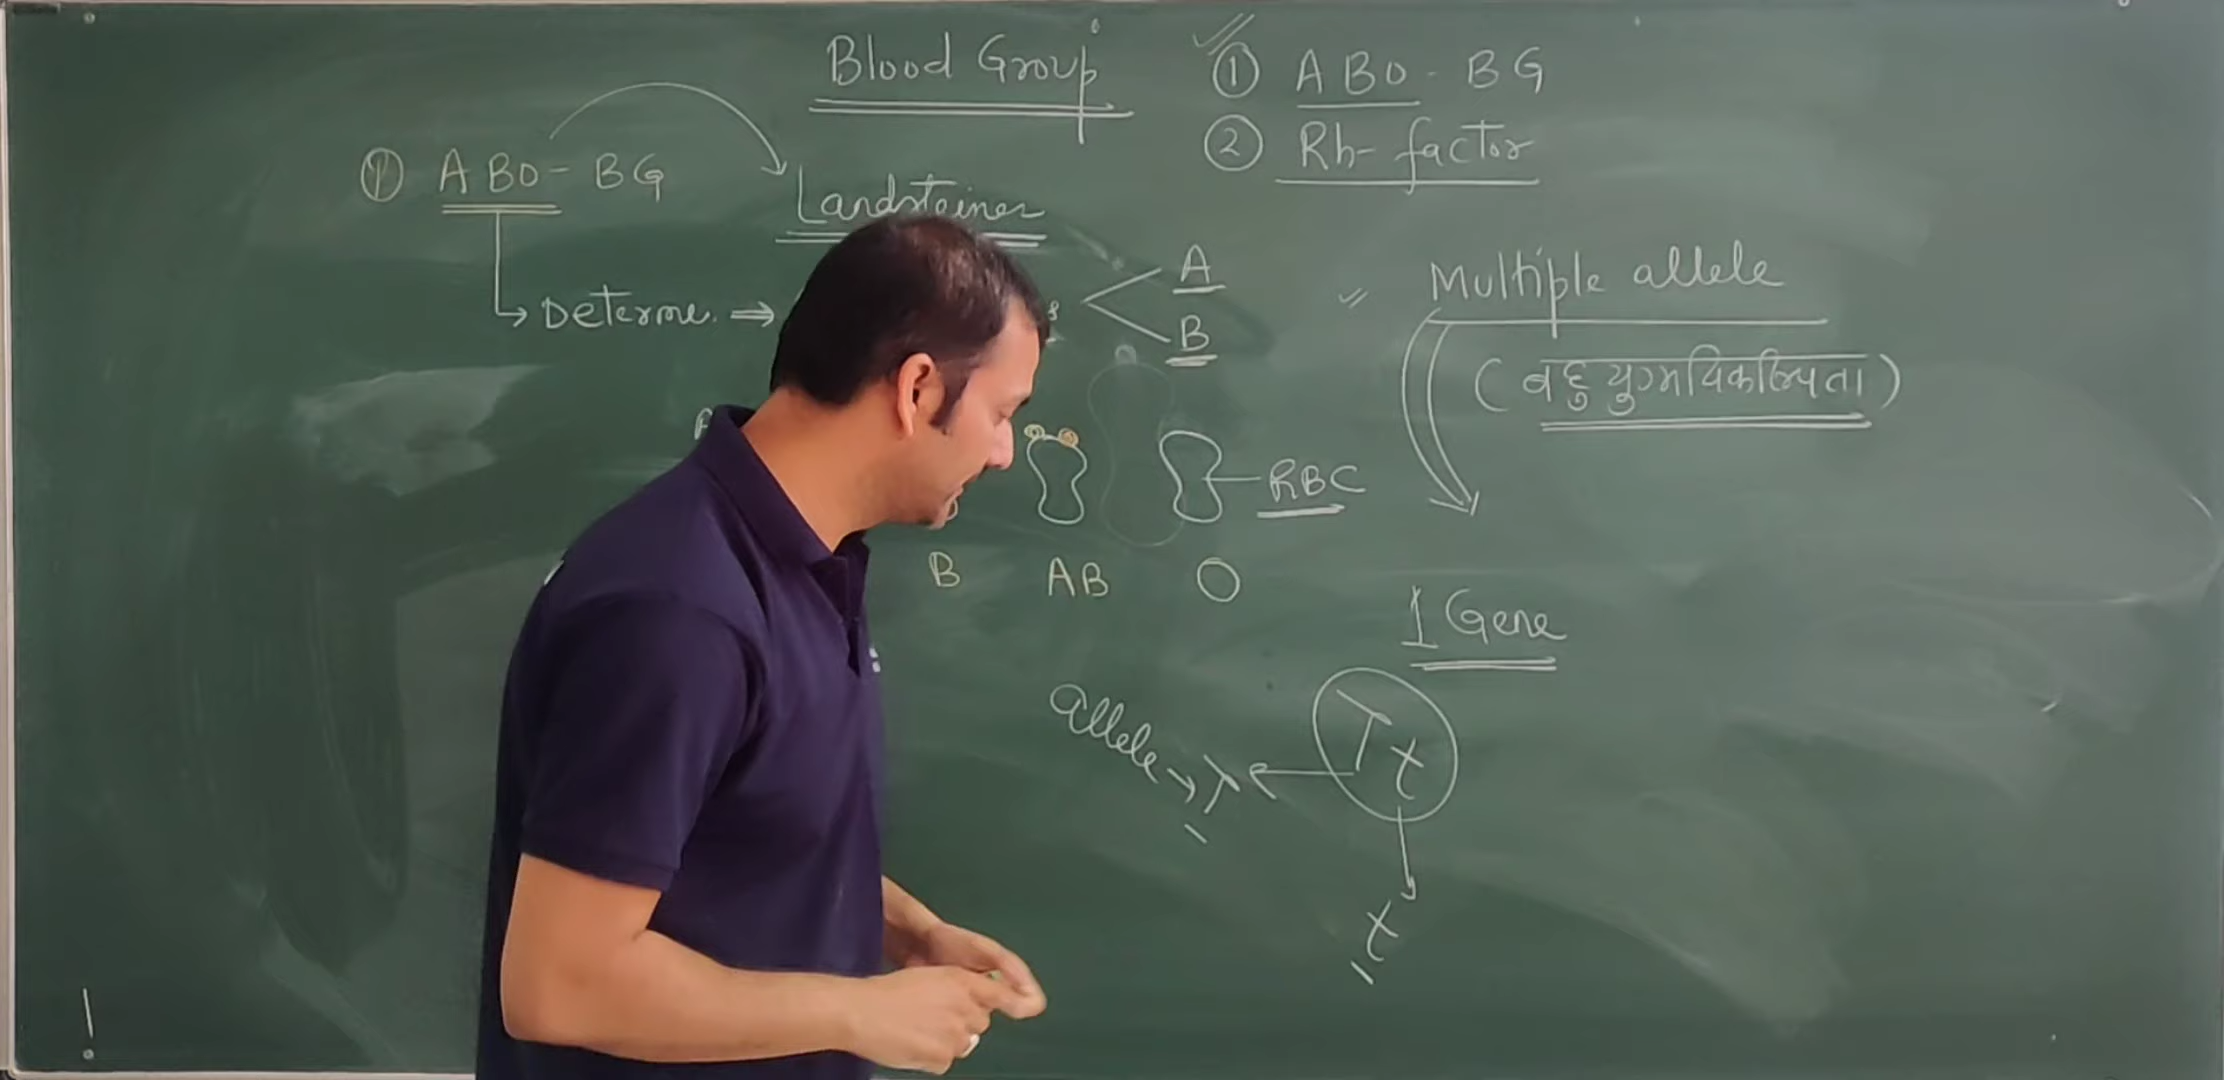 Blood Group
① ABO - BG
② Rh- factor
① ABO - BG
Landsteiner
Determe. ⇒
A
B
Multiple allele
(बहुयुग्मविकल्पिता)
RBC
B AB O
1 Gene
allele → T
Tt
t